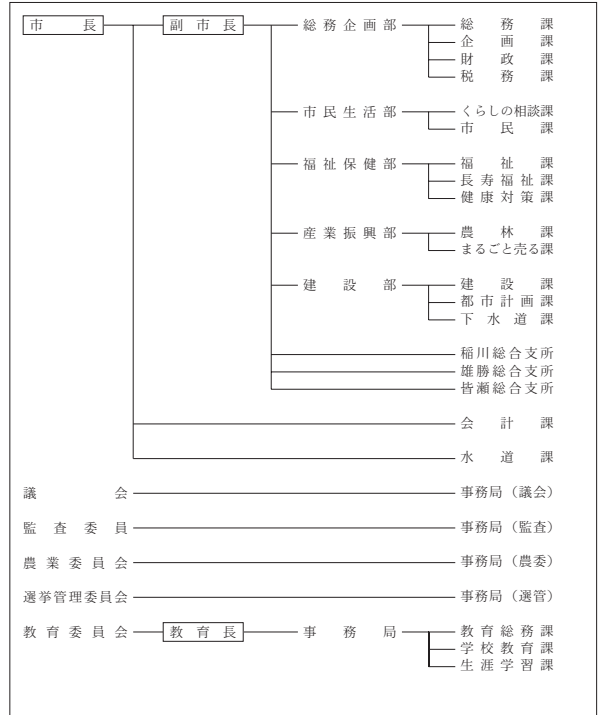 市長 副市長 総務企画部 総務課
企画課
財政課
税務課
市民生活部 くらしの相談課
市民課
福祉保健部 福祉課
長寿福祉課
健康対策課
産業振興部 農林課
まるごと売る課
建設部 建設課
都市計画課
下水道課
稲川総合支所
雄勝総合支所
皆瀬総合支所
会計課
水道課
議会 事務局（議会）
監査委員 事務局（監査）
農業委員会 事務局（農委）
選挙管理委員会 事務局（選管）
教育委員会 教育長 事務局 教育総務課
学校教育課
生涯学習課